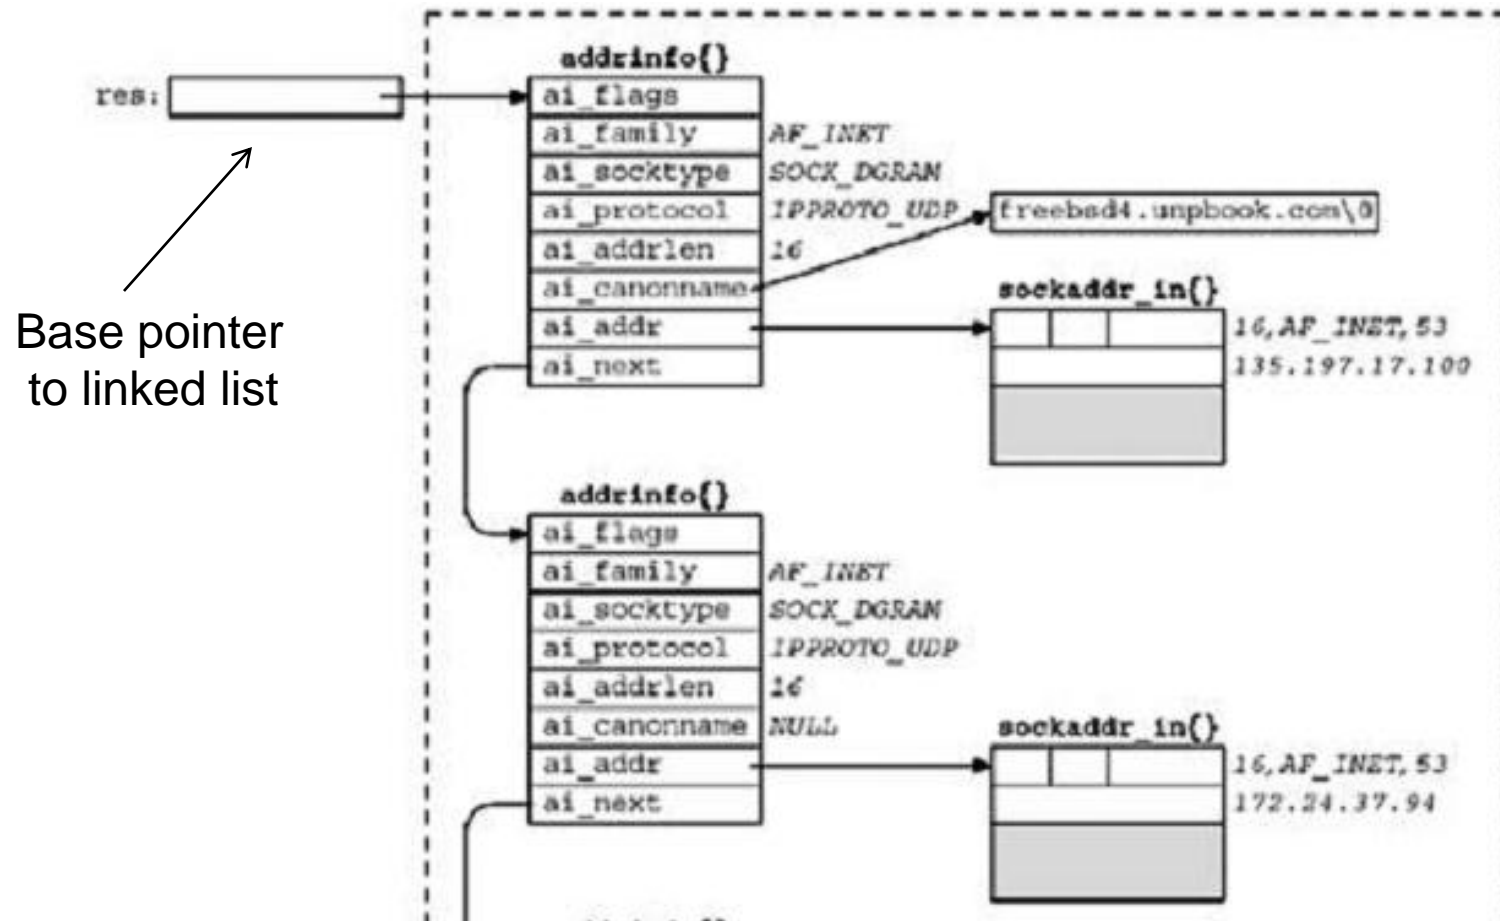 addrinfo{}
res:
ai_flags
ai_family AF_INET
ai_socktype SOCK_DGRAM
ai_protocol IPPROTO_UDP
freebsd4.unpbook.com\0
ai_addrlen 16
ai_canonname
sockaddr_in{}
ai_addr
16,AF_INET,53
ai_next
135.197.17.100
Base pointer
to linked list
addrinfo{}
ai_flags
ai_family AF_INET
ai_socktype SOCK_DGRAM
ai_protocol IPPROTO_UDP
ai_addrlen 16
ai_canonname NULL
sockaddr_in{}
ai_addr
16,AF_INET,53
ai_next
172.24.37.94